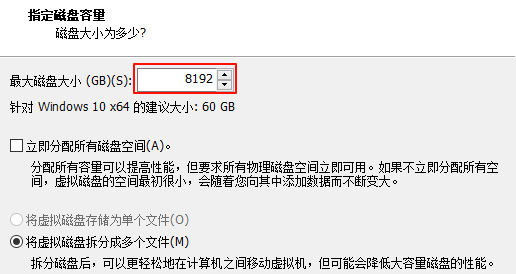 指定磁盘容量
磁盘大小为多少?
最大磁盘大小 (GB)(S): 8192
针对 Windows 10 x64 的建议大小: 60 GB
立即分配所有磁盘空间(A)。
分配所有容量可以提高性能，但要求所有物理磁盘空间立即可用。如果不立即分配所有空
间，虚拟磁盘的空间最初很小，会随着您向其中添加数据而不断变大。
将虚拟磁盘存储为单个文件(O)
将虚拟磁盘拆分成多个文件(M)
拆分磁盘后，可以更轻松地在计算机之间移动虚拟机，但可能会降低大容量磁盘的性能。